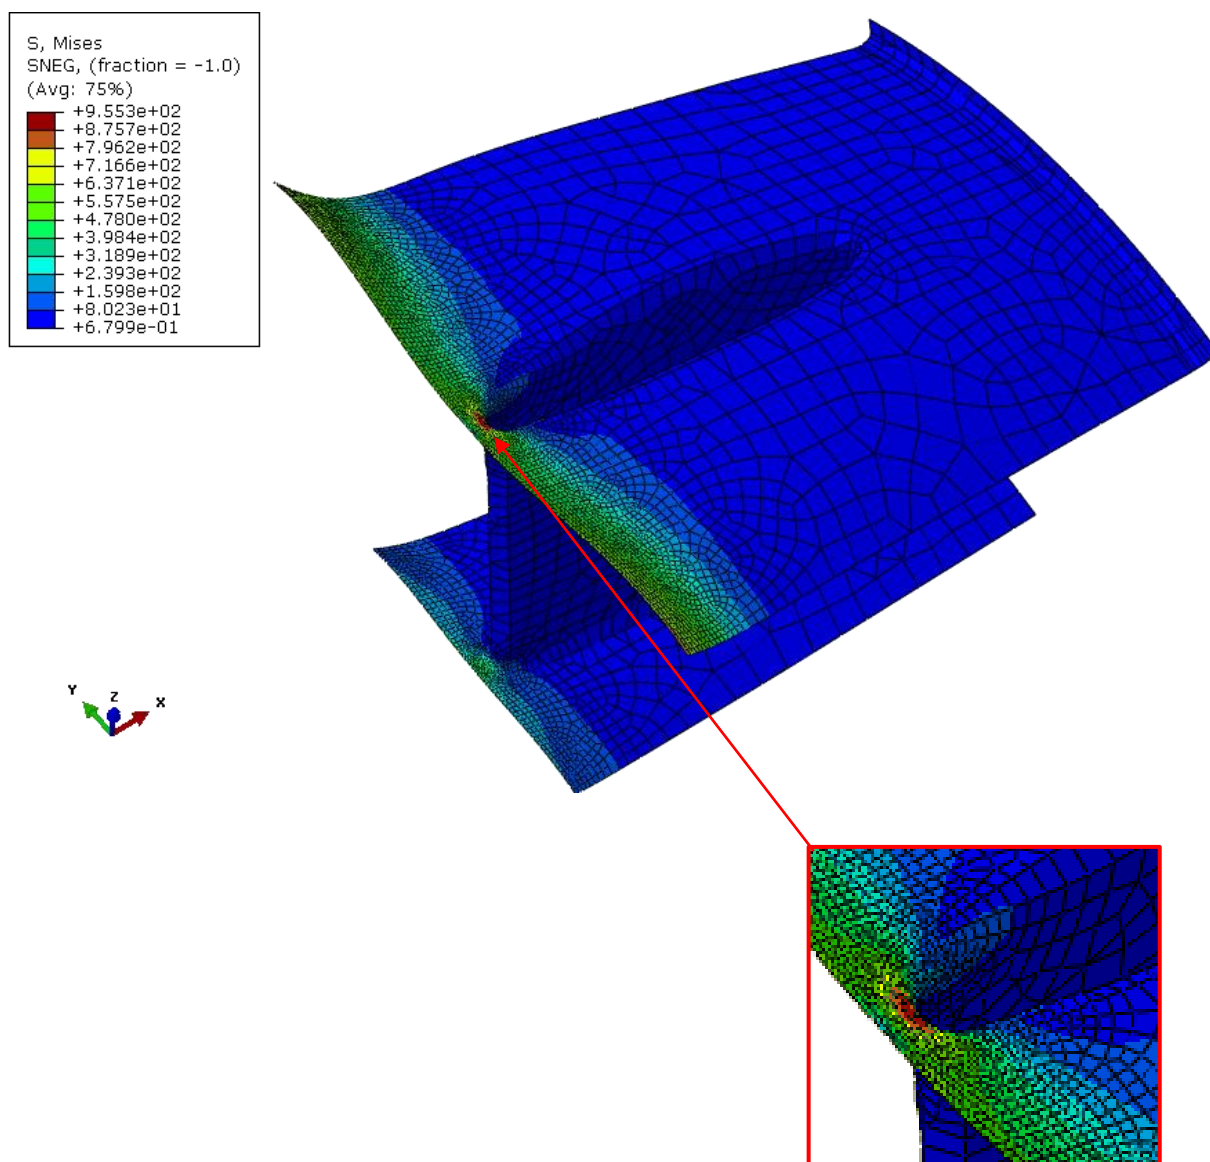 S, Mises
SNEG, (fraction = -1.0)
(Avg: 75%)
+9.553e+02
+8.757e+02
+7.962e+02
+7.166e+02
+6.371e+02
+5.575e+02
+4.780e+02
+3.984e+02
+3.189e+02
+2.393e+02
+1.598e+02
+8.023e+01
+6.799e-01
Y
Z
X